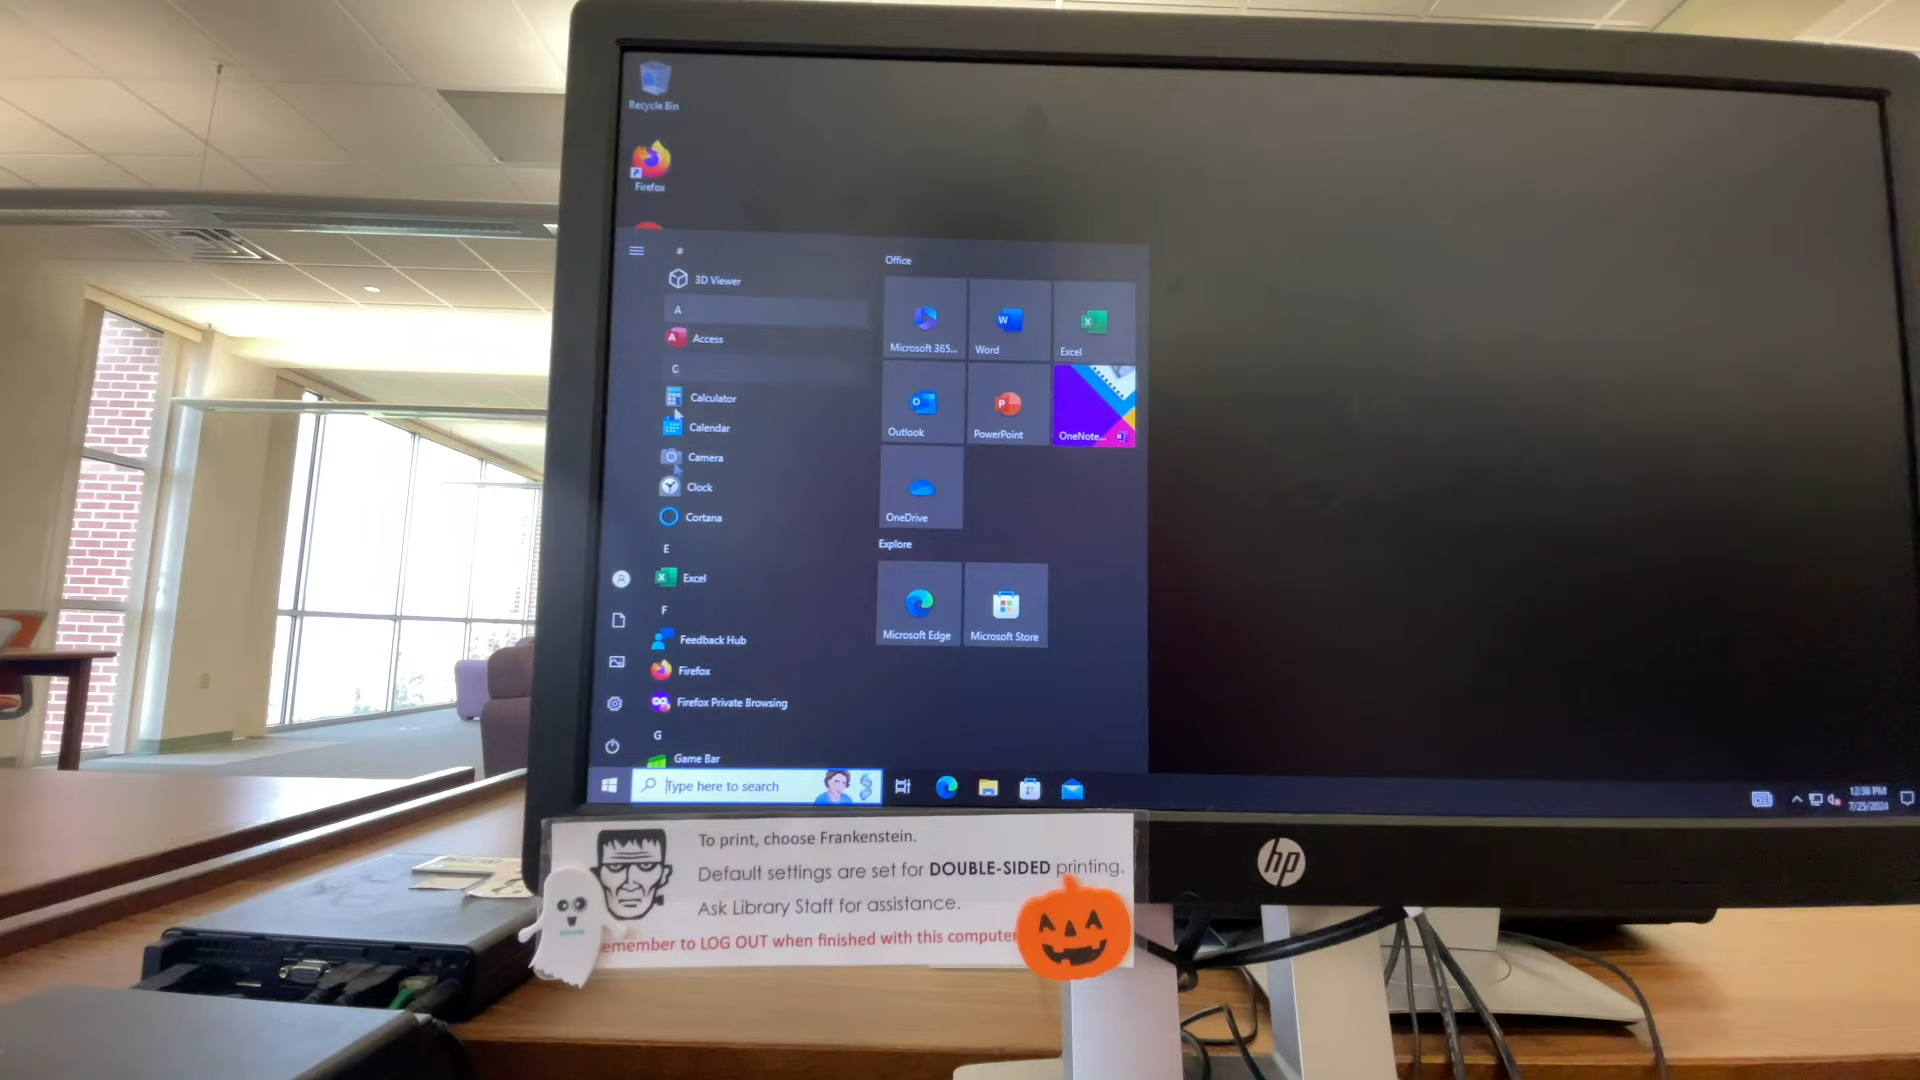 Recycle Bin
Firefox
#
3D Viewer
A
Access
C
Calculator
Calendar
Camera
Clock
Cortana
E
Excel
F
Feedback Hub
Firefox
Firefox Private Browsing
G
Game Bar
Office
Microsoft 365...
Word
Excel
Outlook
PowerPoint
OneNote...
OneDrive
Explore
Microsoft Edge
Microsoft Store
Type here to search
12:36 PM
7/25/2024
hp
To print, choose Frankenstein.
Default settings are set for DOUBLE-SIDED printing.
Ask Library Staff for assistance.
emember to LOG OUT when finished with this computer